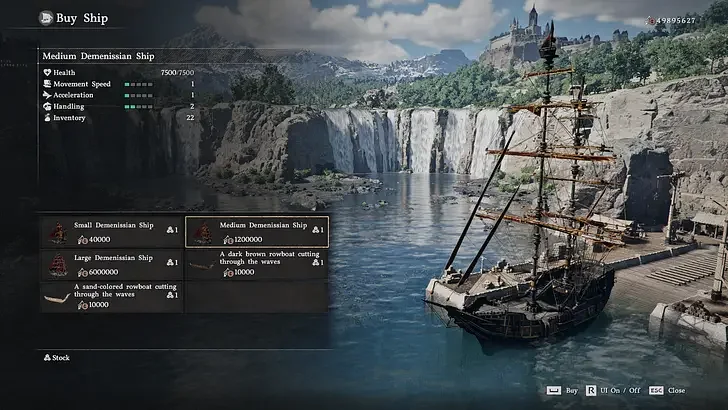 Buy Ship
49895627
Medium Demenissian Ship
Health 7500/7500
Movement Speed 1
Acceleration 1
Handling 2
Inventory 22
Small Demenissian Ship 1
40000
Medium Demenissian Ship 1
1200000
Large Demenissian Ship 1
6000000
A dark brown rowboat cutting
through the waves 1
10000
A sand-colored rowboat cutting
through the waves 1
10000
Stock
Buy R UI On / Off ESC Close